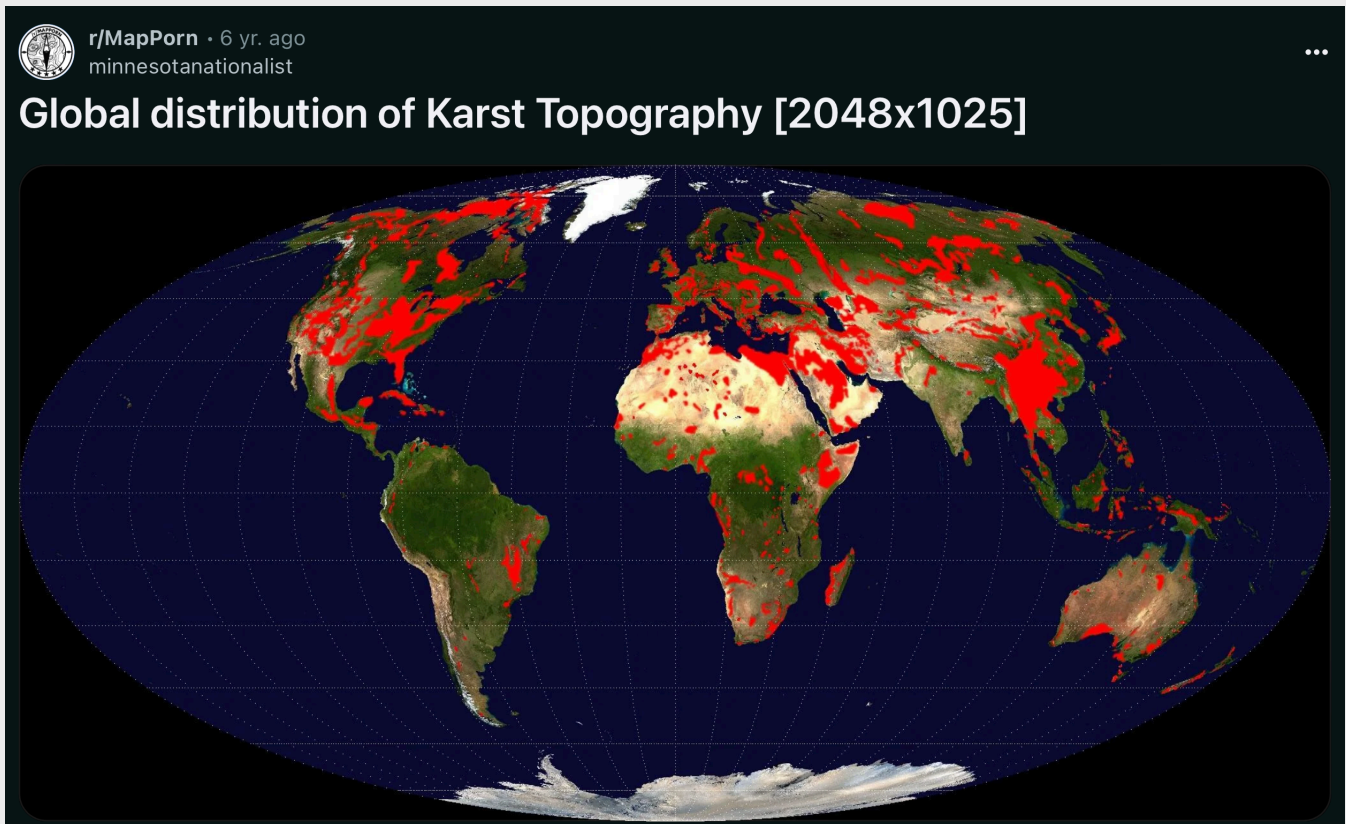 r/MapPorn • 6 yr. ago
minnesotanationalist
Global distribution of Karst Topography [2048x1025]